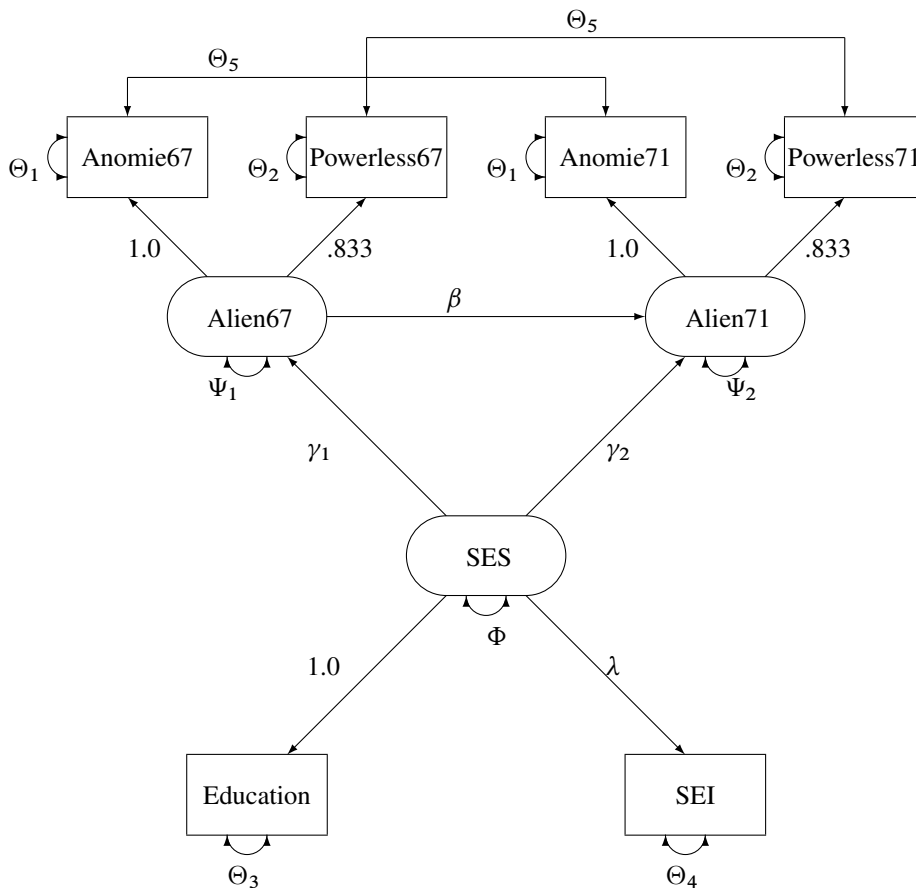 Θ5
Θ5
Anomie67
Powerless67
Anomie71
Powerless71
Θ1
Θ2
Θ1
Θ2
1.0
.833
1.0
.833
Alien67
β
Alien71
Ψ1
Ψ2
γ1
γ2
SES
Φ
1.0
λ
Education
SEI
Θ3
Θ4